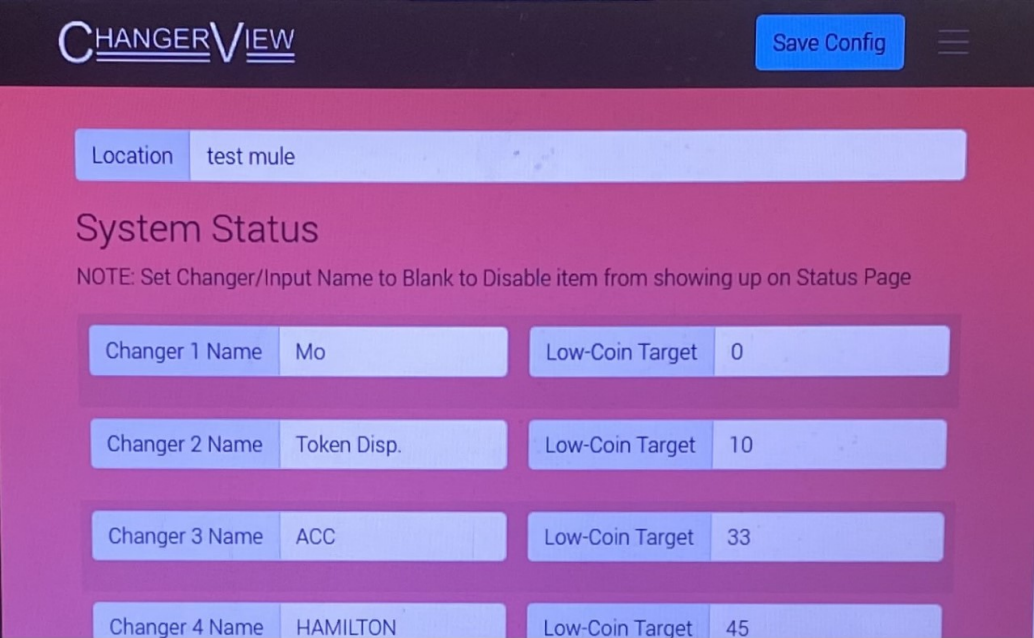 CHANGERVIEW
Save Config
Location test mule
System Status
NOTE: Set Changer/Input Name to Blank to Disable item from showing up on Status Page
Changer 1 Name Mo Low-Coin Target 0
Changer 2 Name Token Disp. Low-Coin Target 10
Changer 3 Name ACC Low-Coin Target 33
Changer 4 Name HAMILTON Low-Coin Target 45